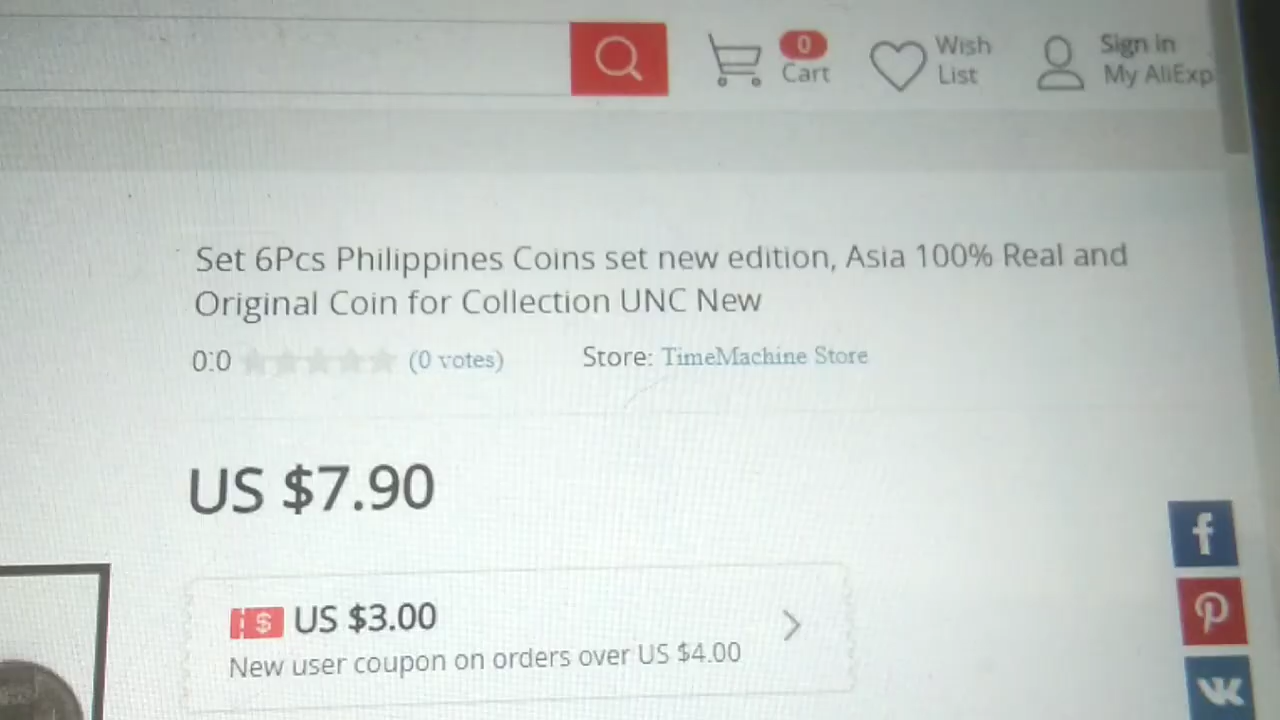 0
Cart
Wish
List
Sign in
My AliExp
Set 6Pcs Philippines Coins set new edition, Asia 100% Real and
Original Coin for Collection UNC New
0.0 (0 votes) Store: TimeMachine Store
US $7.90
$ US $3.00
New user coupon on orders over US $4.00